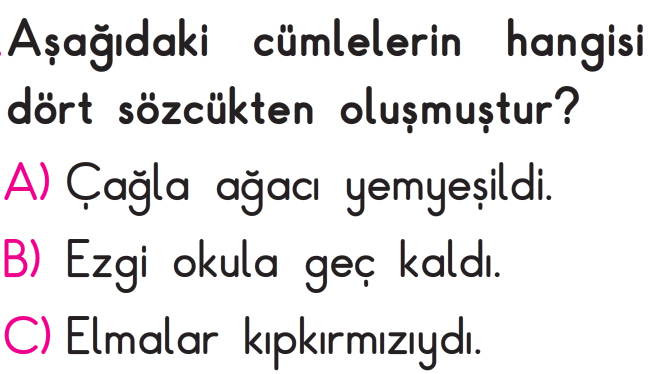 Aşağıdaki cümlelerin hangisi
dört sözcükten oluşmuştur?
A) Çağla ağacı yemyeşildi.
B) Ezgi okula geç kaldı.
C) Elmalar kıpkırmızıydı.